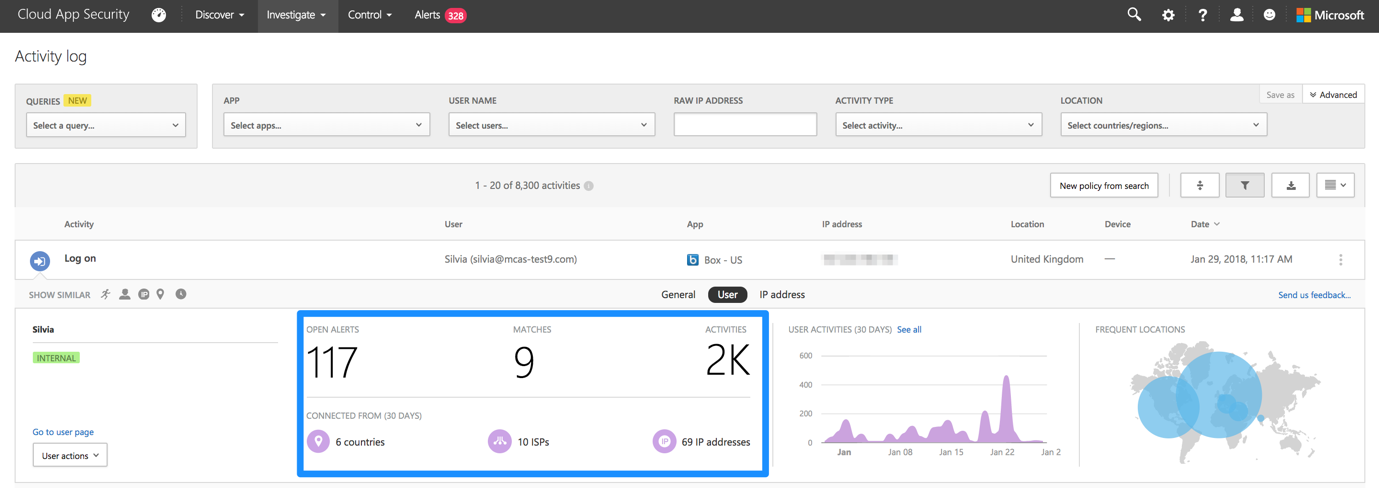 Cloud App Security Discover Investigate Control Alerts 328 Microsoft
Activity log
Save as Advanced
QUERIES NEW APP USER NAME RAW IP ADDRESS ACTIVITY TYPE LOCATION
Select a query... Select apps... Select users... Select activity... Select countries/regions...
1 - 20 of 8,300 activities New policy from search
Activity User App IP address Location Device Date
Log on Silvia (silvia@mcas-test9.com) Box - US United Kingdom — Jan 29, 2018, 11:17 AM
SHOW SIMILAR IP General User IP address Send us feedback...
Silvia
INTERNAL
Go to user page
User actions
OPEN ALERTS MATCHES ACTIVITIES
117 9 2K
CONNECTED FROM (30 DAYS)
6 countries 10 ISPs IP 69 IP addresses
USER ACTIVITIES (30 DAYS) See all
600
400
200
0
Jan Jan 08 Jan 15 Jan 22 Jan 2
FREQUENT LOCATIONS